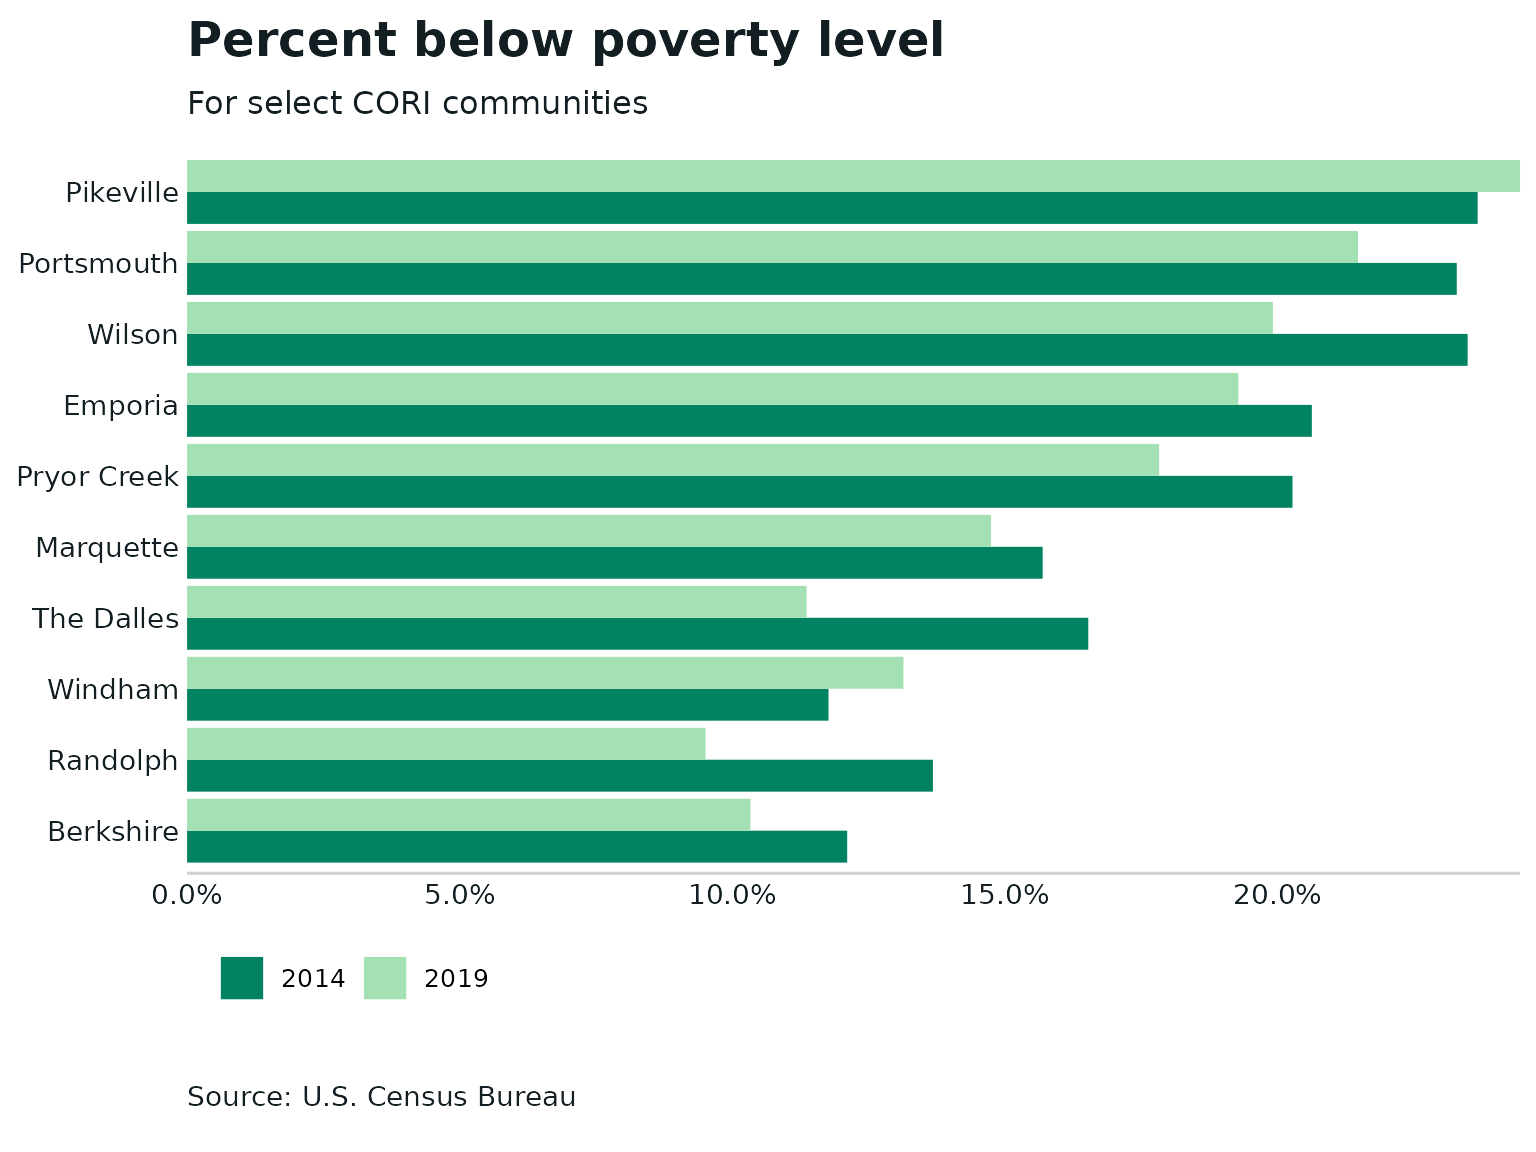 Percent below poverty level
For select CORI communities
Pikeville
Portsmouth
Wilson
Emporia
Pryor Creek
Marquette
The Dalles
Windham
Randolph
Berkshire
0.0% 5.0% 10.0% 15.0% 20.0%
2014 2019
Source: U.S. Census Bureau